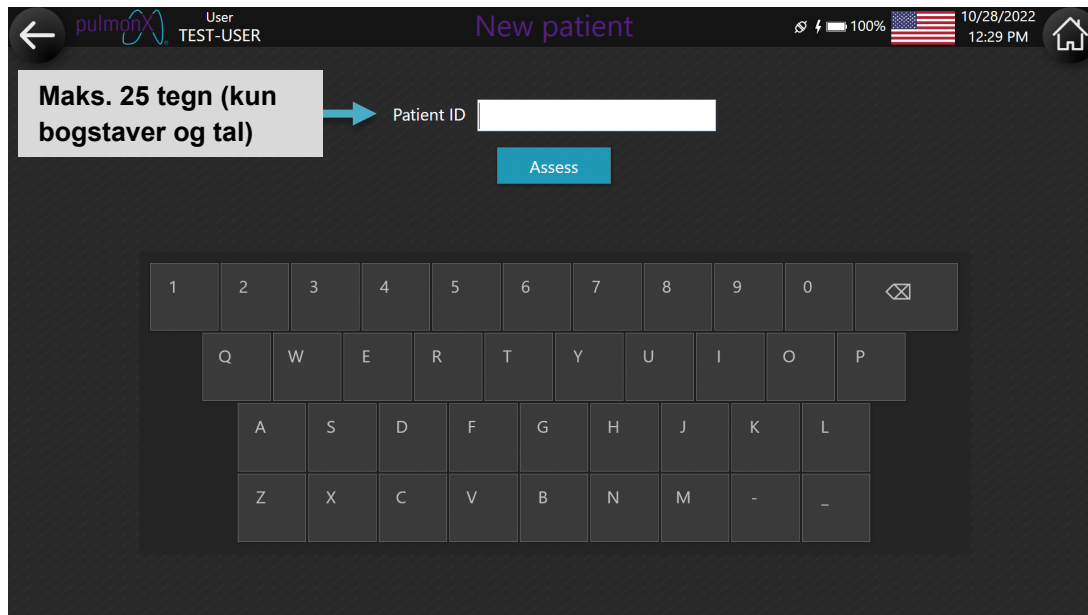 pulmonX
User
TEST-USER
New patient
100%
10/28/2022
12:29 PM
Maks. 25 tegn (kun
bogstaver og tal)
Patient ID
Assess
1 2 3 4 5 6 7 8 9 0
Q W E R T Y U I O P
A S D F G H J K L
Z X C V B N M - _